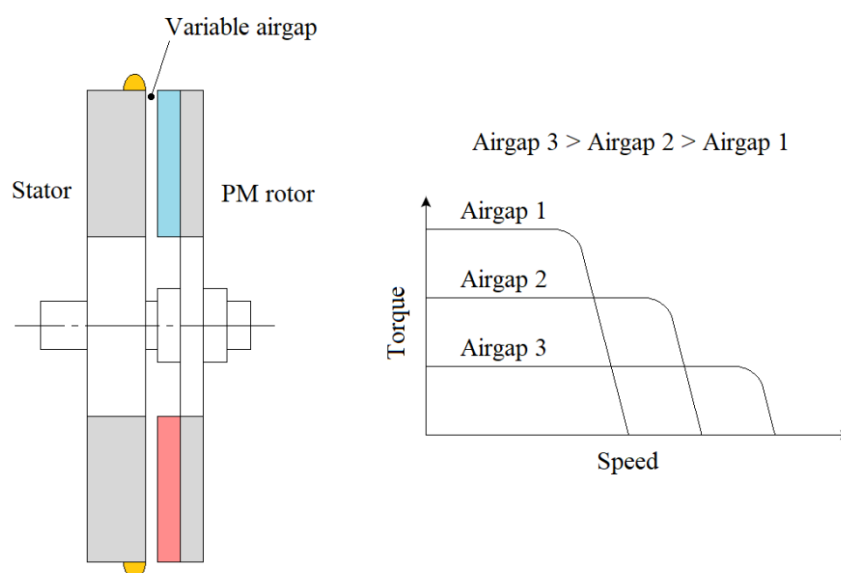 Variable airgap
Stator
PM rotor
Airgap 3 > Airgap 2 > Airgap 1
Airgap 1
Airgap 2
Airgap 3
Torque
Speed